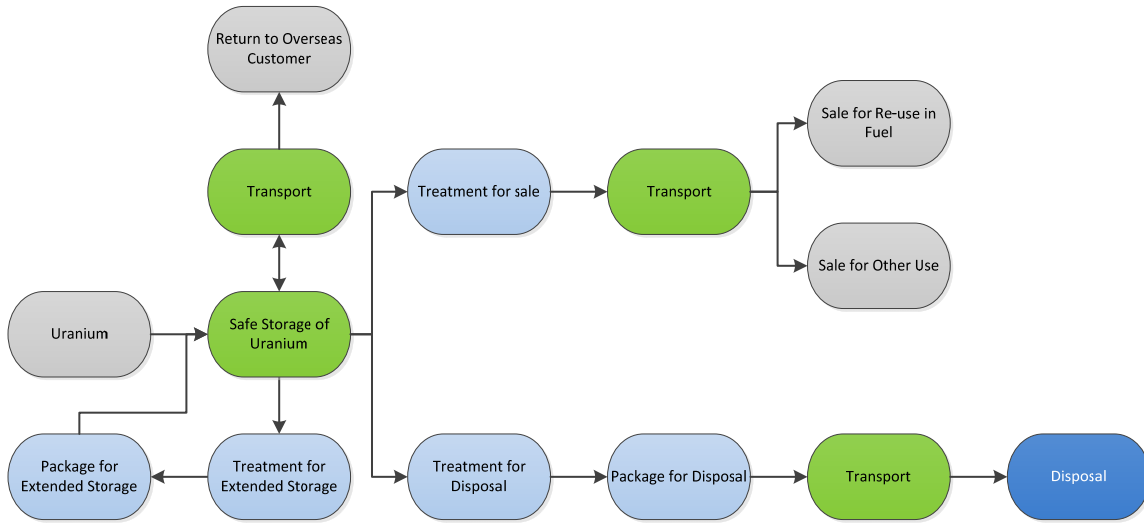 Return to Overseas
Customer
Sale for Re-use in
Fuel
Transport
Treatment for sale
Transport
Sale for Other Use
Uranium
Safe Storage of
Uranium
Package for
Extended Storage
Treatment for
Extended Storage
Treatment for
Disposal
Package for Disposal
Transport
Disposal